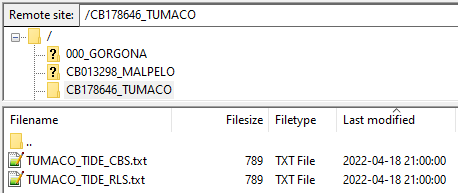 Remote site: /CB178646_TUMACO
/
? 000_GORGONA
? CB013298_MALPELO
CB178646_TUMACO
Filename Filesize Filetype Last modified
..
TUMACO_TIDE_CBS.txt 789 TXT File 2022-04-18 21:00:00
TUMACO_TIDE_RLS.txt 789 TXT File 2022-04-18 21:00:00